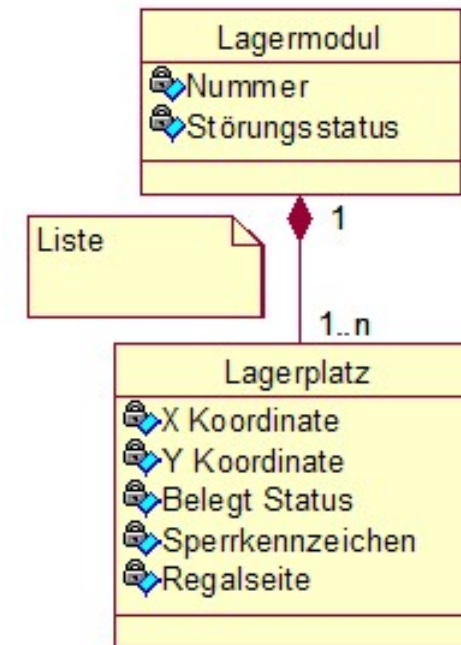 Lagermodul
Nummer
Störungsstatus
1
Liste
1..n
Lagerplatz
X Koordinate
Y Koordinate
Belegt Status
Sperrkennzeichen
Regalseite